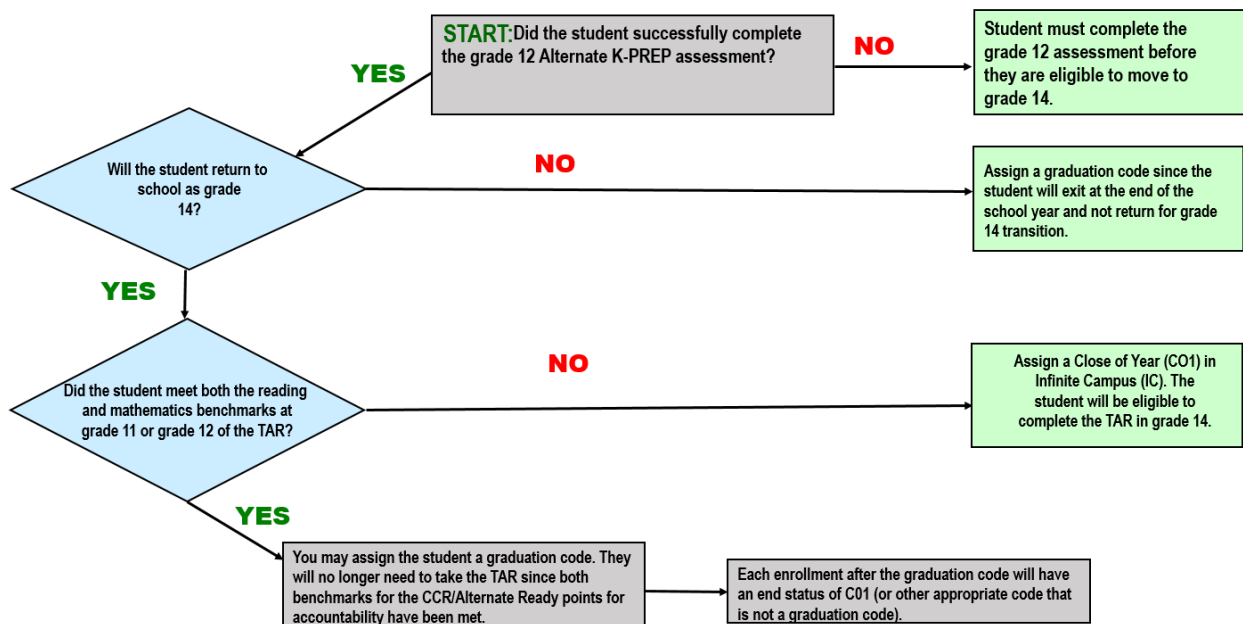 START:Did the student successfully complete
the grade 12 Alternate K-PREP assessment?
NO
Student must complete the
grade 12 assessment before
they are eligible to move to
grade 14.
YES
Will the student return to
school as grade
14?
NO
Assign a graduation code since the
student will exit at the end of the
school year and not return for grade
14 transition.
YES
Did the student meet both the reading
and mathematics benchmarks at
grade 11 or grade 12 of the TAR?
NO
Assign a Close of Year (CO1) in
Infinite Campus (IC). The
student will be eligible to
complete the TAR in grade 14.
YES
You may assign the student a graduation code. They
will no longer need to take the TAR since both
benchmarks for the CCR/Alternate Ready points for
accountability have been met.
Each enrollment after the graduation code will have
an end status of C01 (or other appropriate code that
is not a graduation code).